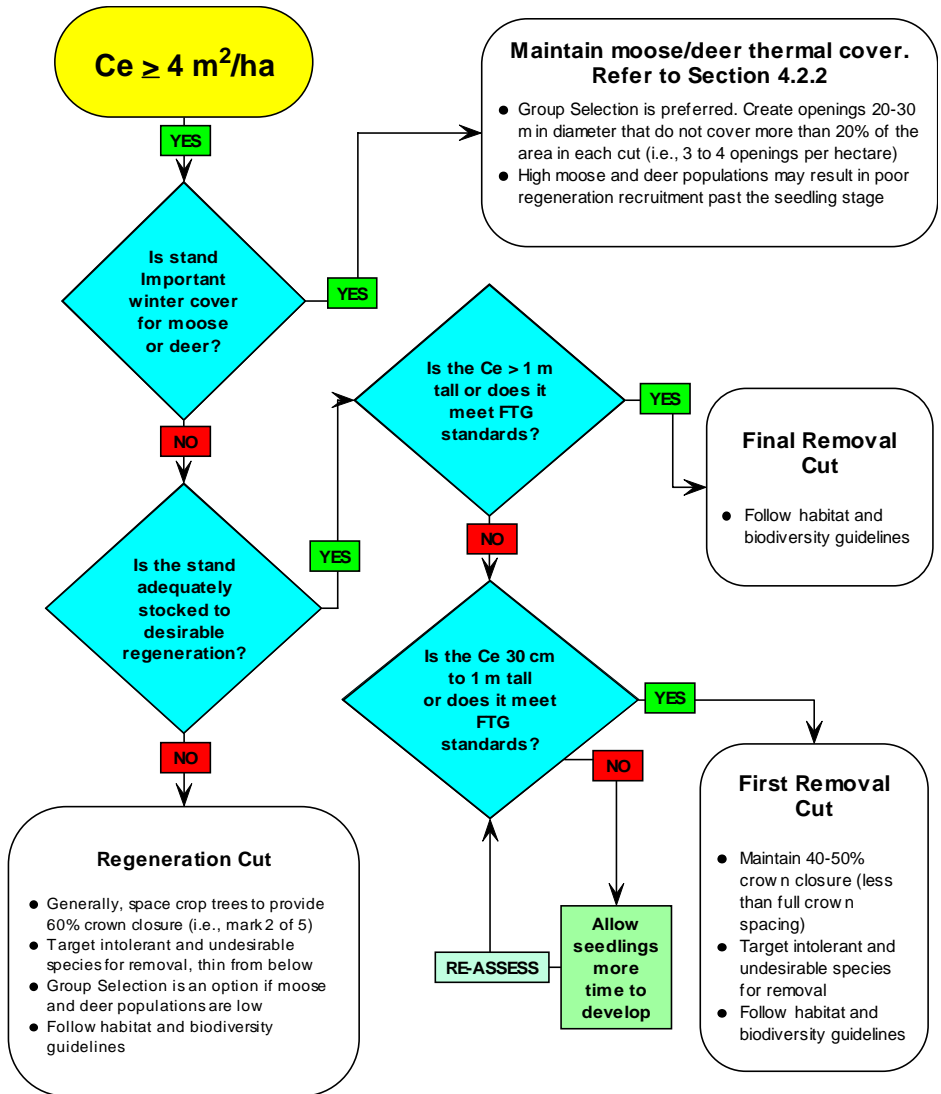 Ce ≥ 4 m²/ha
YES
Maintain moose/deer thermal cover.
Refer to Section 4.2.2
● Group Selection is preferred. Create openings 20-30
m in diameter that do not cover more than 20% of the
area in each cut (i.e., 3 to 4 openings per hectare)
● High moose and deer populations may result in poor
regeneration recruitment past the seedling stage
Is stand
Important
winter cover
for moose
or deer?
YES
NO
Is the Ce > 1 m
tall or does it
meet FTG
standards?
YES
NO
Final Removal
Cut
● Follow habitat and
biodiversity guidelines
Is the stand
adequately
stocked to
desirable
regeneration?
YES
NO
Is the Ce 30 cm
to 1 m tall
or does it meet
FTG
standards?
YES
NO
Regeneration Cut
● Generally, space crop trees to provide
60% crown closure (i.e., mark 2 of 5)
● Target intolerant and undesirable
species for removal, thin from below
● Group Selection is an option if moose
and deer populations are low
● Follow habitat and biodiversity
guidelines
RE-ASSESS
Allow
seedlings
more
time to
develop
First Removal
Cut
● Maintain 40-50%
crown closure (less
than full crown
spacing)
● Target intolerant and
undesirable species
for removal
● Follow habitat and
biodiversity guidelines